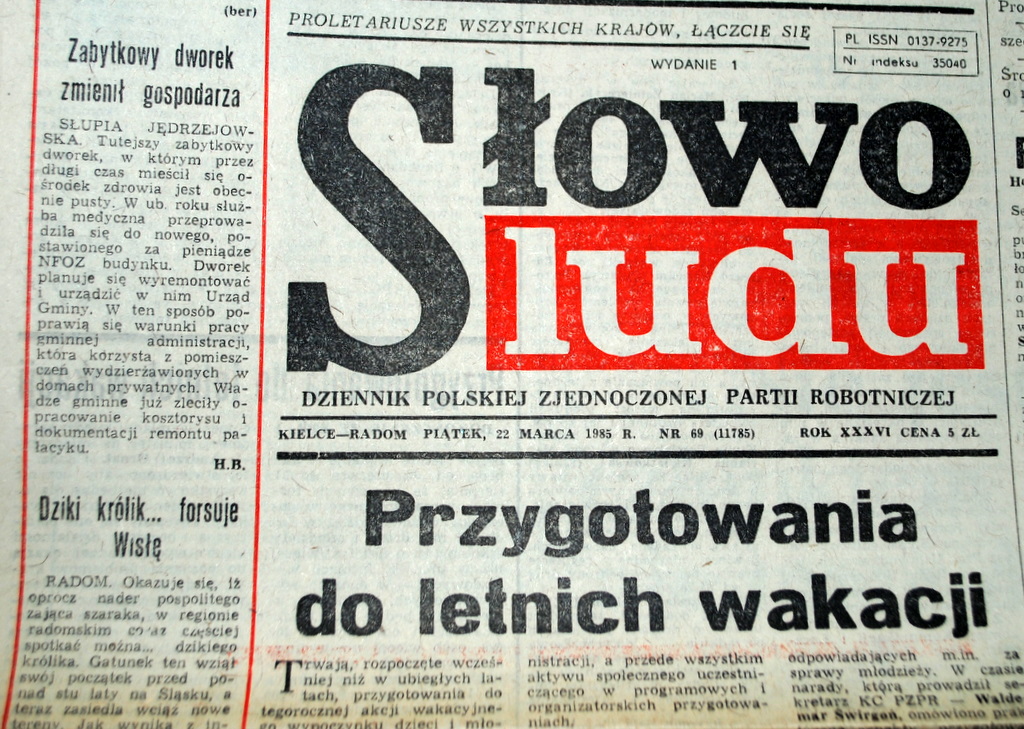 (ber)
Zabytkowy dworek
zmienił gospodarza
SŁUPIA JĘDRZEJOW-
SKA. Tutejszy zabytkowy
dworek, w którym przez
długi czas mieścił się o-
środek zdrowia jest obec-
nie pusty. W ub. roku służ-
ba medyczna przeprowa-
dziła się do nowego, po-
stawionego za pieniądze
NFOZ budynku. Dworek
planuje się wyremontować
i urządzić w nim Urząd
Gminy. W ten sposób po-
prawią się warunki pracy
gminnej administracji,
która korzysta z pomiesz-
czeń wydzierżawionych w
domach prywatnych. Wła-
dze gminne już zleciły o-
pracowanie kosztorysu i
dokumentacji remontu pa-
łacyku.
H.B.
Dziki królik... forsuje
Wisłę
RADOM. Okazuje się, iż
oprócz nader pospolitego
zająca szaraka, w regionie
radomskim coraz częściej
spotkać można... dzikiego
królika. Gatunek ten wziął
swój początek przed po-
nad stu laty na Śląsku, a
teraz zasiedla wciąż nowe
tereny. Jak wynika z in-
PROLETARIUSZE WSZYSTKICH KRAJÓW, ŁĄCZCIE SIĘ
PL ISSN 0137-9275
Nr indeksu 35040
WYDANIE 1
Słowo
ludu
DZIENNIK POLSKIEJ ZJEDNOCZONEJ PARTII ROBOTNICZEJ
KIELCE—RADOM PIĄTEK, 22 MARCA 1985 R. NR 69 (11785) ROK XXXVI CENA 5 ZŁ
Przygotowania
do letnich wakacji
Trwają, rozpoczęte wcześ-
niej niż w ubiegłych la-
tach, przygotowania do
tegorocznej akcji wakacyjne-
go wypoczynku dzieci i mło-
nistracji, a przede wszystkim
aktywu społecznego uczestni-
czącego w programowych i
organizatorskich przygotowa-
niach.
odpowiadających m.in. za
sprawy młodzieży. W czasie
narady, którą prowadził se-
kretarz KC PZPR — Walde-
mar Świrgoń, omówiono